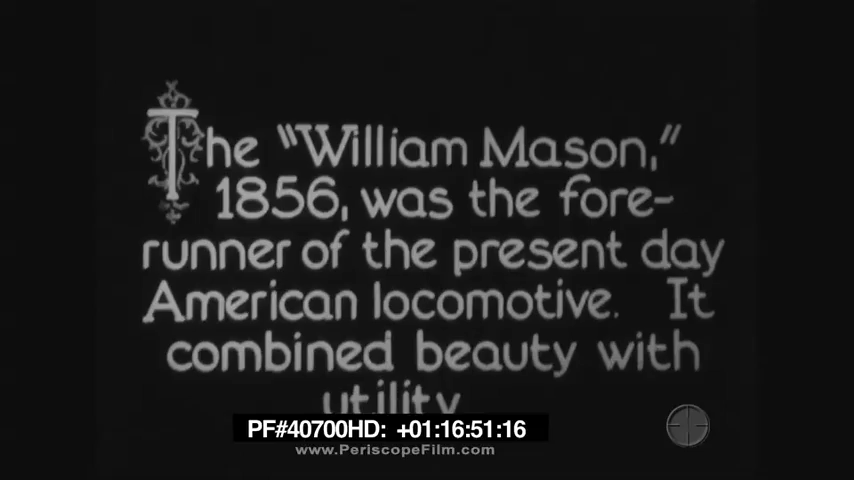 The "William Mason,"
1856, was the fore-
runner of the present day
American locomotive. It
combined beauty with
utility
PF#40700HD: +01:16:51:16
www.PeriscopeFilm.com